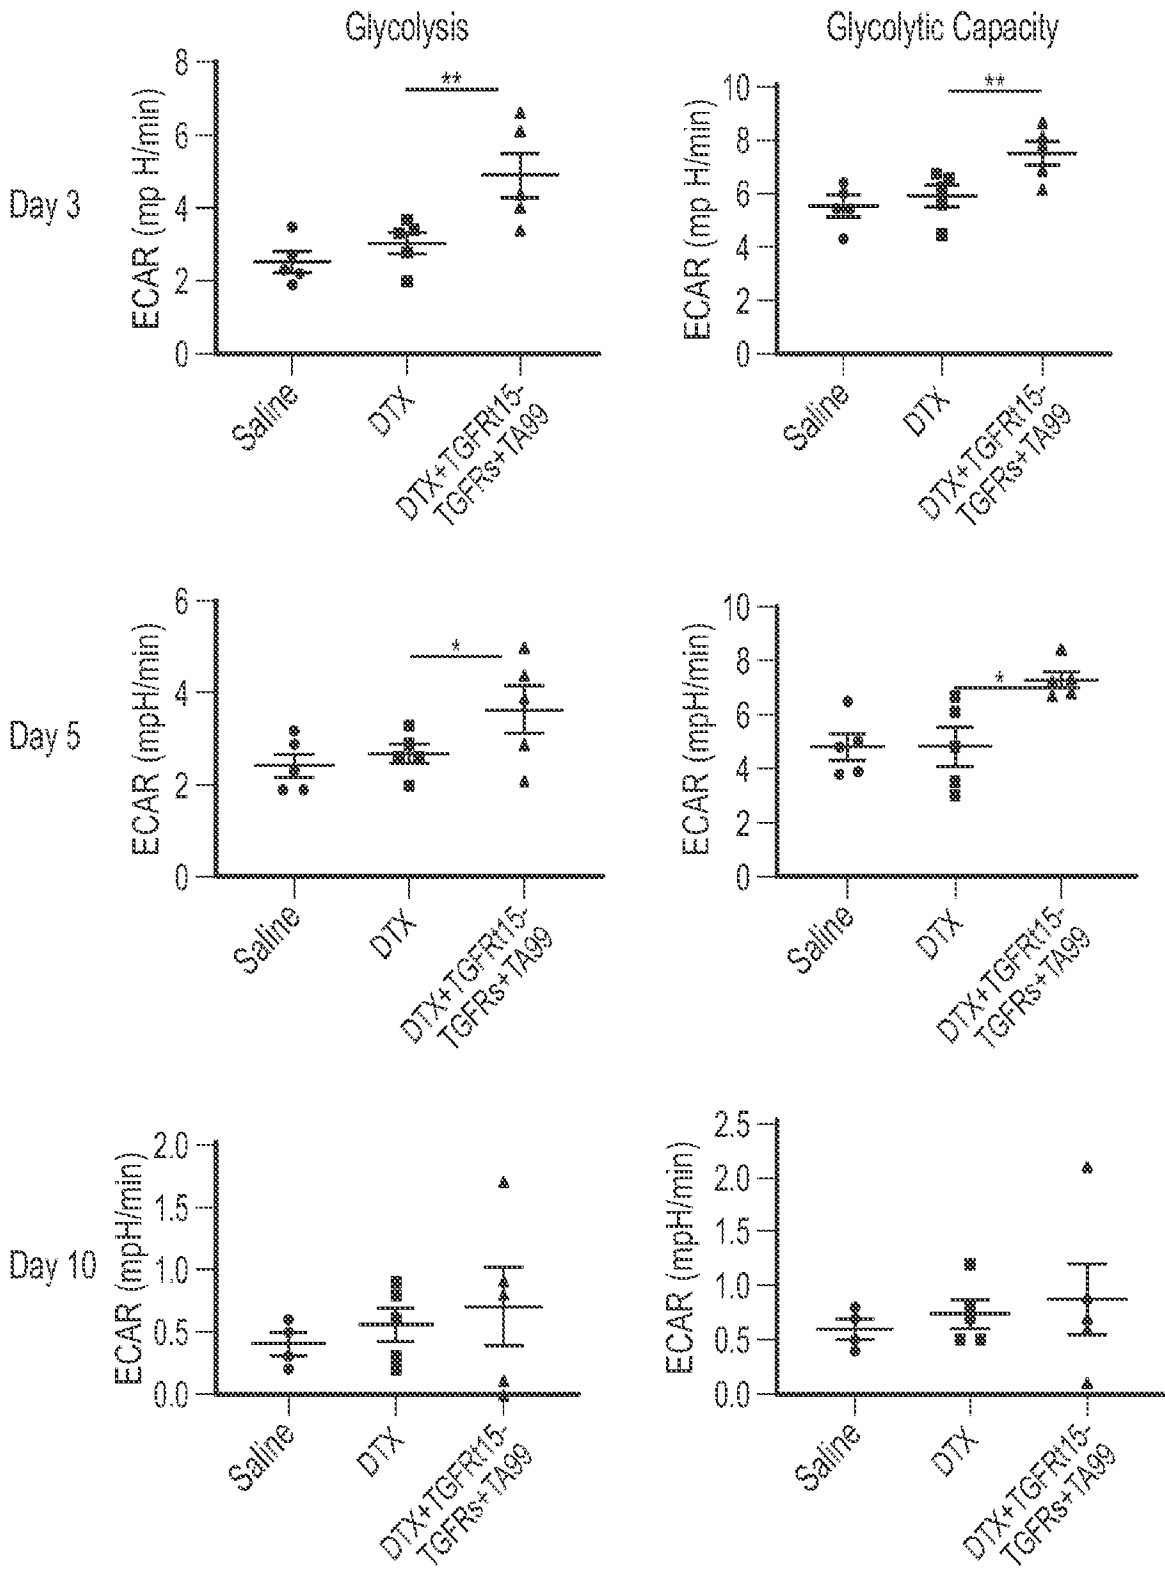 Glycolysis
Glycolytic Capacity
Day 3
ECAR (mp H/min)
8
6
4
2
0
**
Saline
DTX
DTX+TGFRt15-
TGFRs+TA99
ECAR (mp H/min)
10
8
6
4
2
0
**
Saline
DTX
DTX+TGFRt15-
TGFRs+TA99
Day 5
ECAR (mpH/min)
6
4
2
0
*
Saline
DTX
DTX+TGFRt15-
TGFRs+TA99
ECAR (mpH/min)
10
8
6
4
2
0
*
Saline
DTX
DTX+TGFRt15-
TGFRs+TA99
Day 10
ECAR (mpH/min)
2.0
1.5
1.0
0.5
0.0
Saline
DTX
DTX+TGFRt15-
TGFRs+TA99
ECAR (mpH/min)
2.5
2.0
1.5
1.0
0.5
0.0
Saline
DTX
DTX+TGFRt15-
TGFRs+TA99